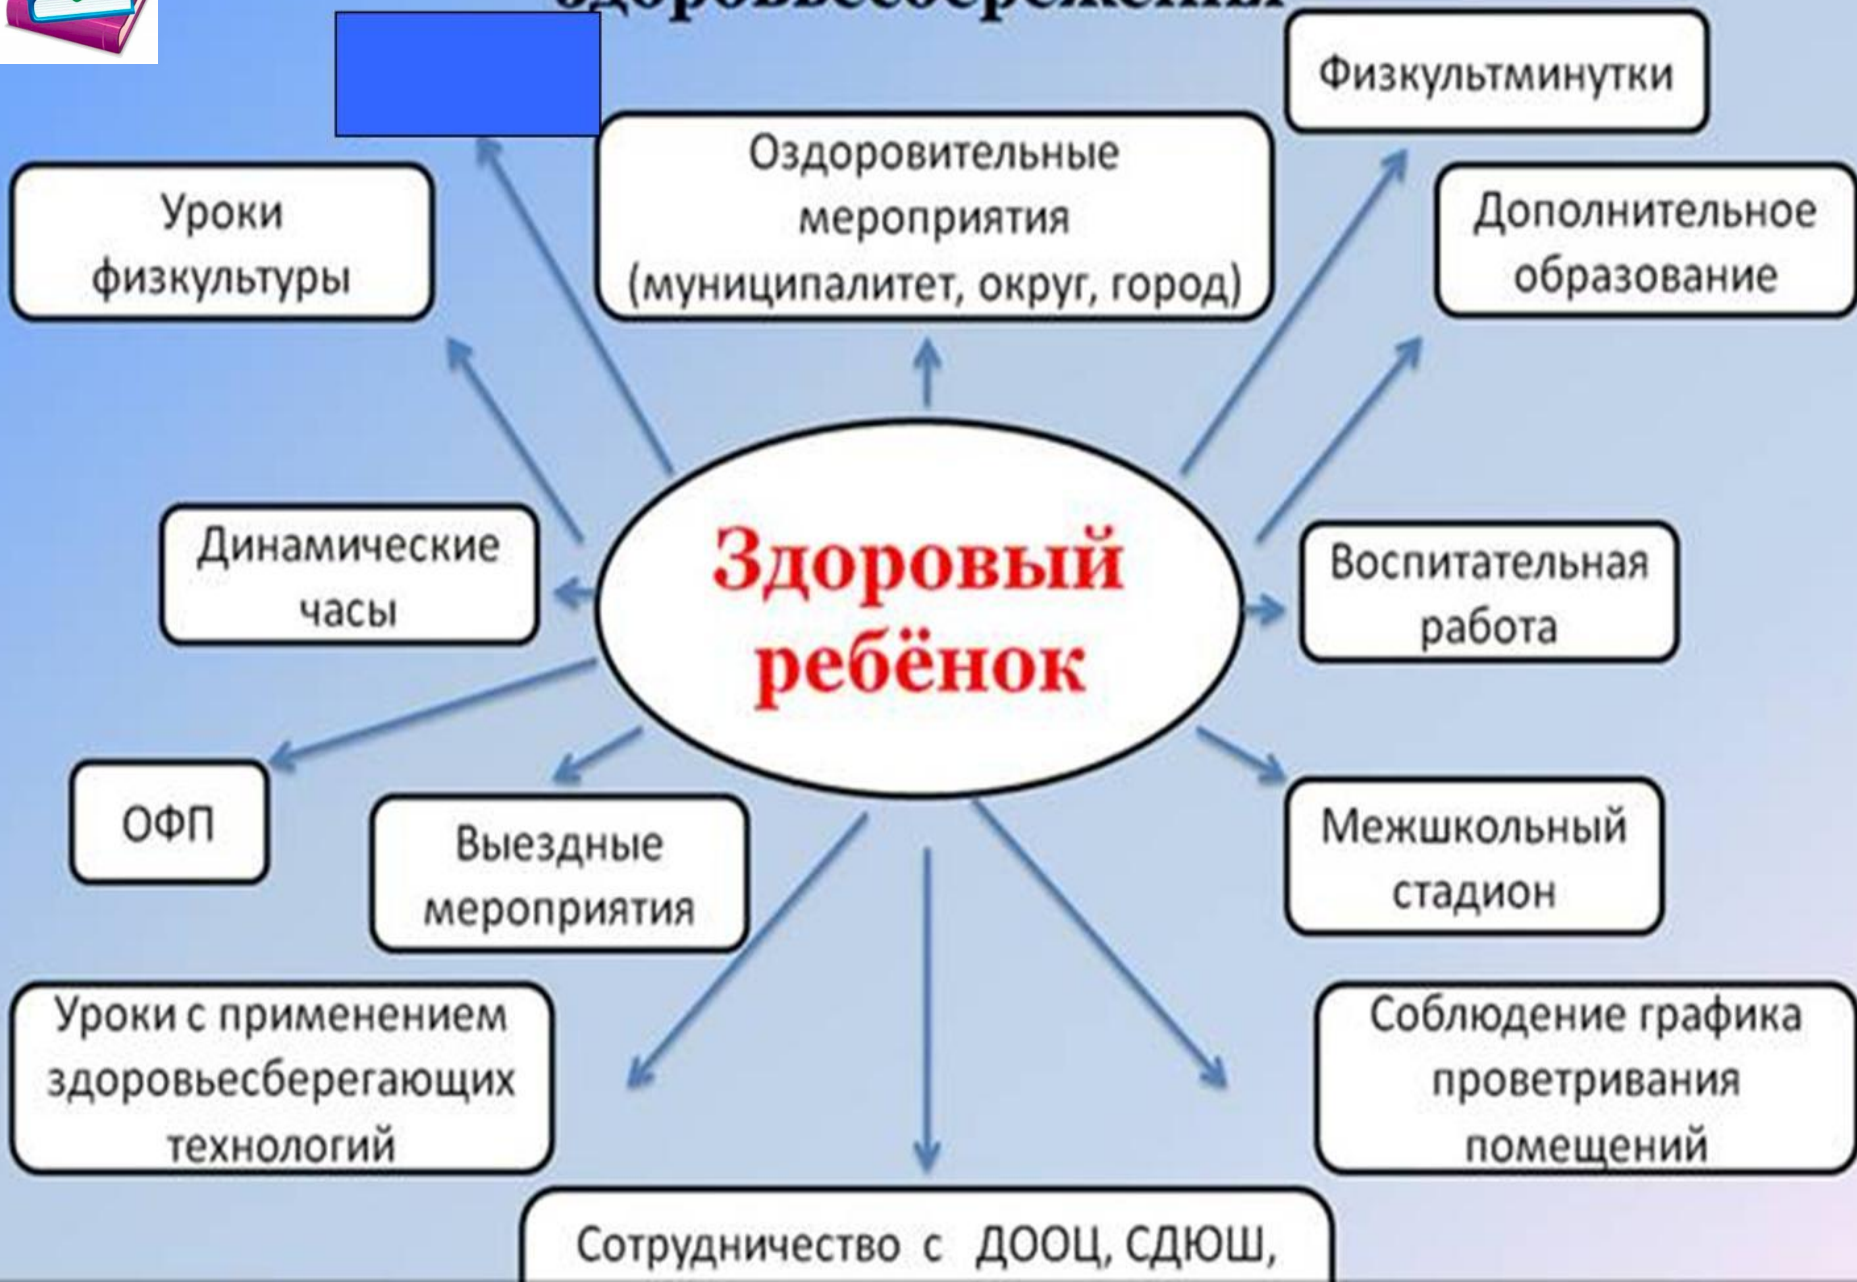 Физкультминутки
Оздоровительные
мероприятия
(муниципалитет, округ, город)
Уроки
физкультуры
Дополнительное
образование
Динамические
часы
Здоровый
ребёнок
Воспитательная
работа
ОФП
Выездные
мероприятия
Межшкольный
стадион
Уроки с применением
здоровьесберегающих
технологий
Соблюдение графика
проветривания
помещений
Сотрудничество с ДООЦ, СДЮШ,